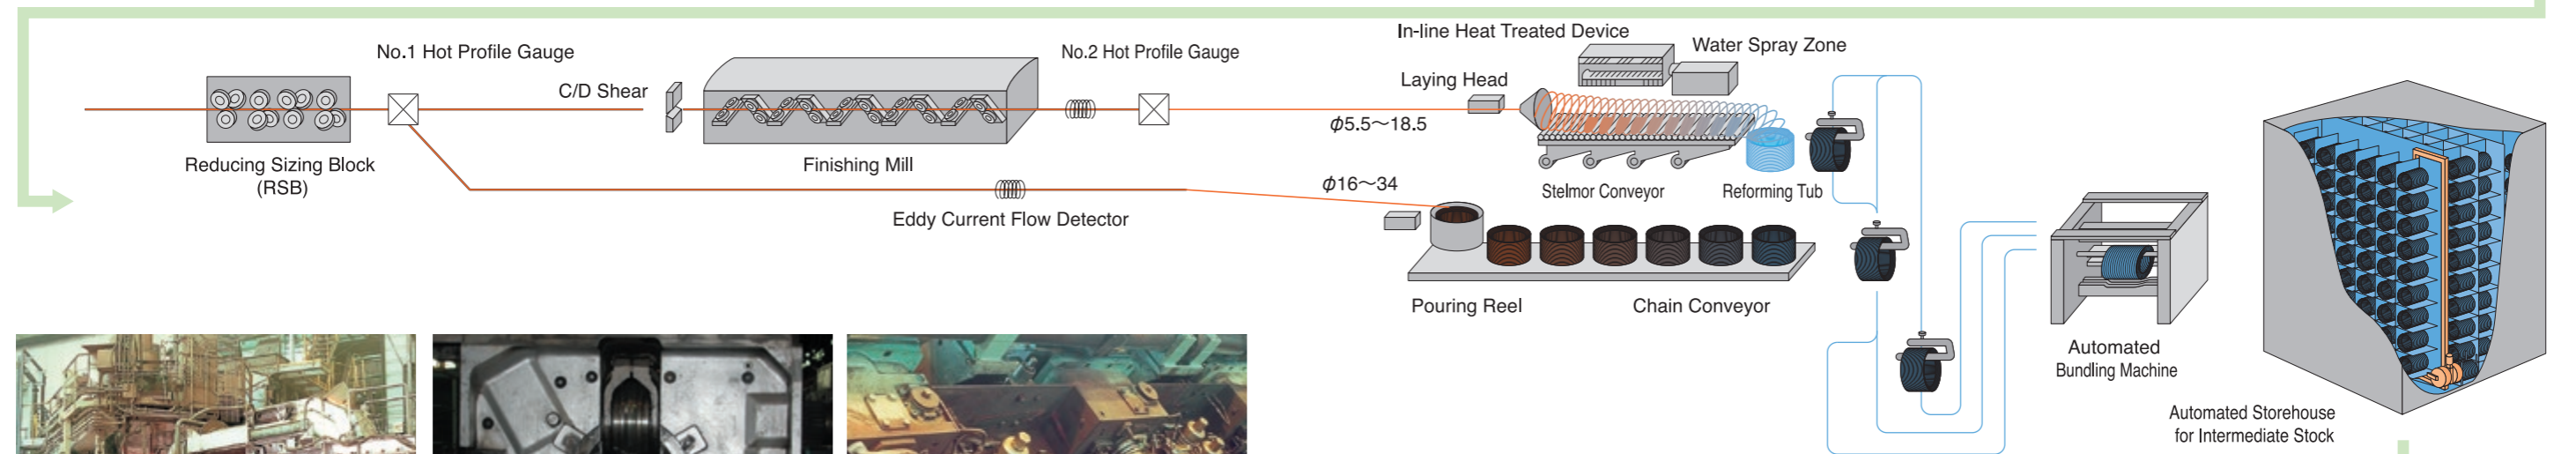 No.1 Hot Profile Gauge
C/D Shear
No.2 Hot Profile Gauge
In-line Heat Treated Device
Water Spray Zone
Laying Head
φ5.5～18.5
Reducing Sizing Block
(RSB)
Finishing Mill
φ16～34
Stelmor Conveyor
Reforming Tub
Eddy Current Flow Detector
Pouring Reel
Chain Conveyor
Automated
Bundling Machine
Automated Storehouse
for Intermediate Stock